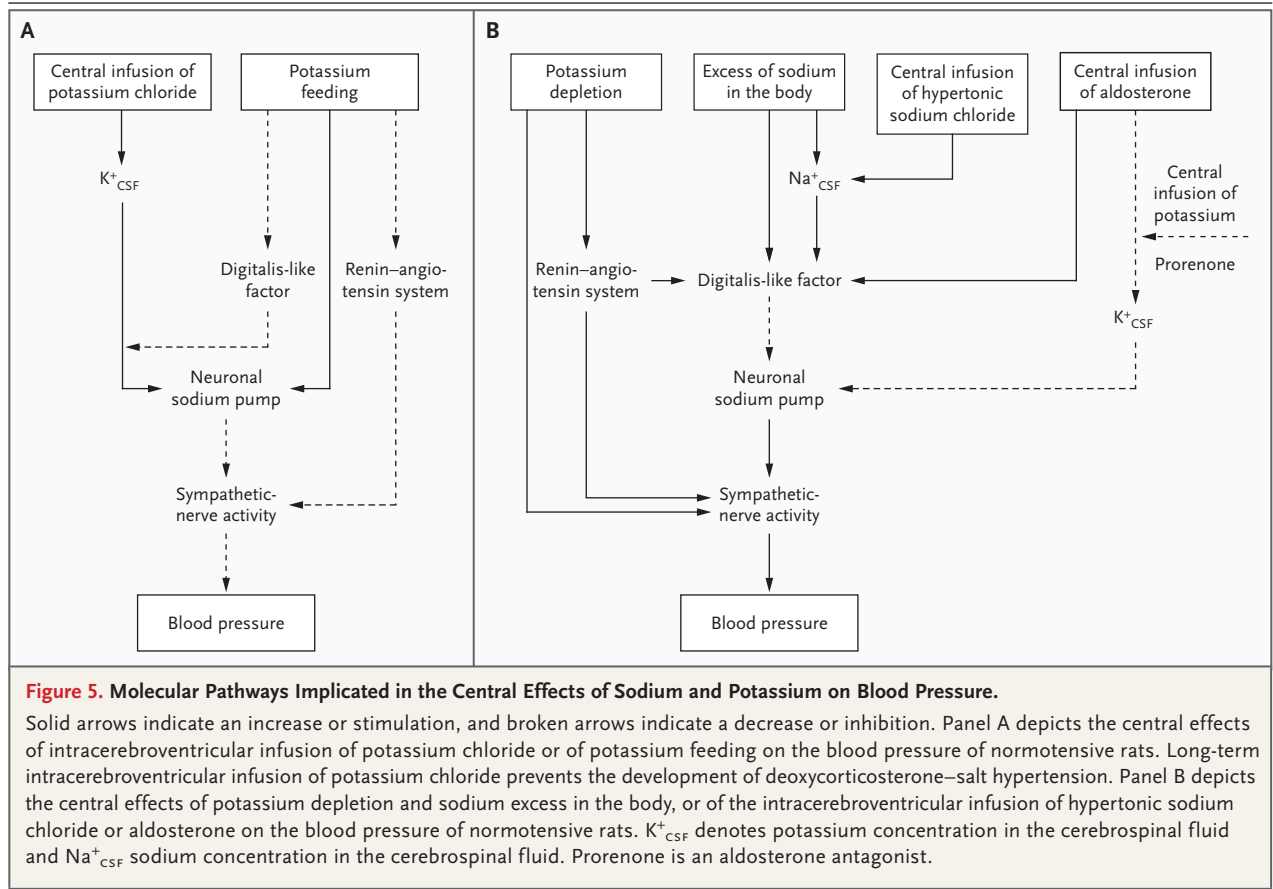 A
Central infusion of
potassium chloride
Potassium
feeding
K⁺CSF
Digitalis-like
factor
Renin–angio-
tensin system
Neuronal
sodium pump
Sympathetic-
nerve activity
Blood pressure
B
Potassium
depletion
Excess of sodium
in the body
Central infusion
of hypertonic
sodium chloride
Central infusion
of aldosterone
Na⁺CSF
Central
infusion of
potassium
Prorenone
Renin–angio-
tensin system
Digitalis-like factor
K⁺CSF
Neuronal
sodium pump
Sympathetic-
nerve activity
Blood pressure
Figure 5. Molecular Pathways Implicated in the Central Effects of Sodium and Potassium on Blood Pressure.
Solid arrows indicate an increase or stimulation, and broken arrows indicate a decrease or inhibition. Panel A depicts the central effects
of intracerebroventricular infusion of potassium chloride or of potassium feeding on the blood pressure of normotensive rats. Long-term
intracerebroventricular infusion of potassium chloride prevents the development of deoxycorticosterone–salt hypertension. Panel B depicts
the central effects of potassium depletion and sodium excess in the body, or of the intracerebroventricular infusion of hypertonic sodium
chloride or aldosterone on the blood pressure of normotensive rats. K⁺CSF denotes potassium concentration in the cerebrospinal fluid
and Na⁺CSF sodium concentration in the cerebrospinal fluid. Prorenone is an aldosterone antagonist.